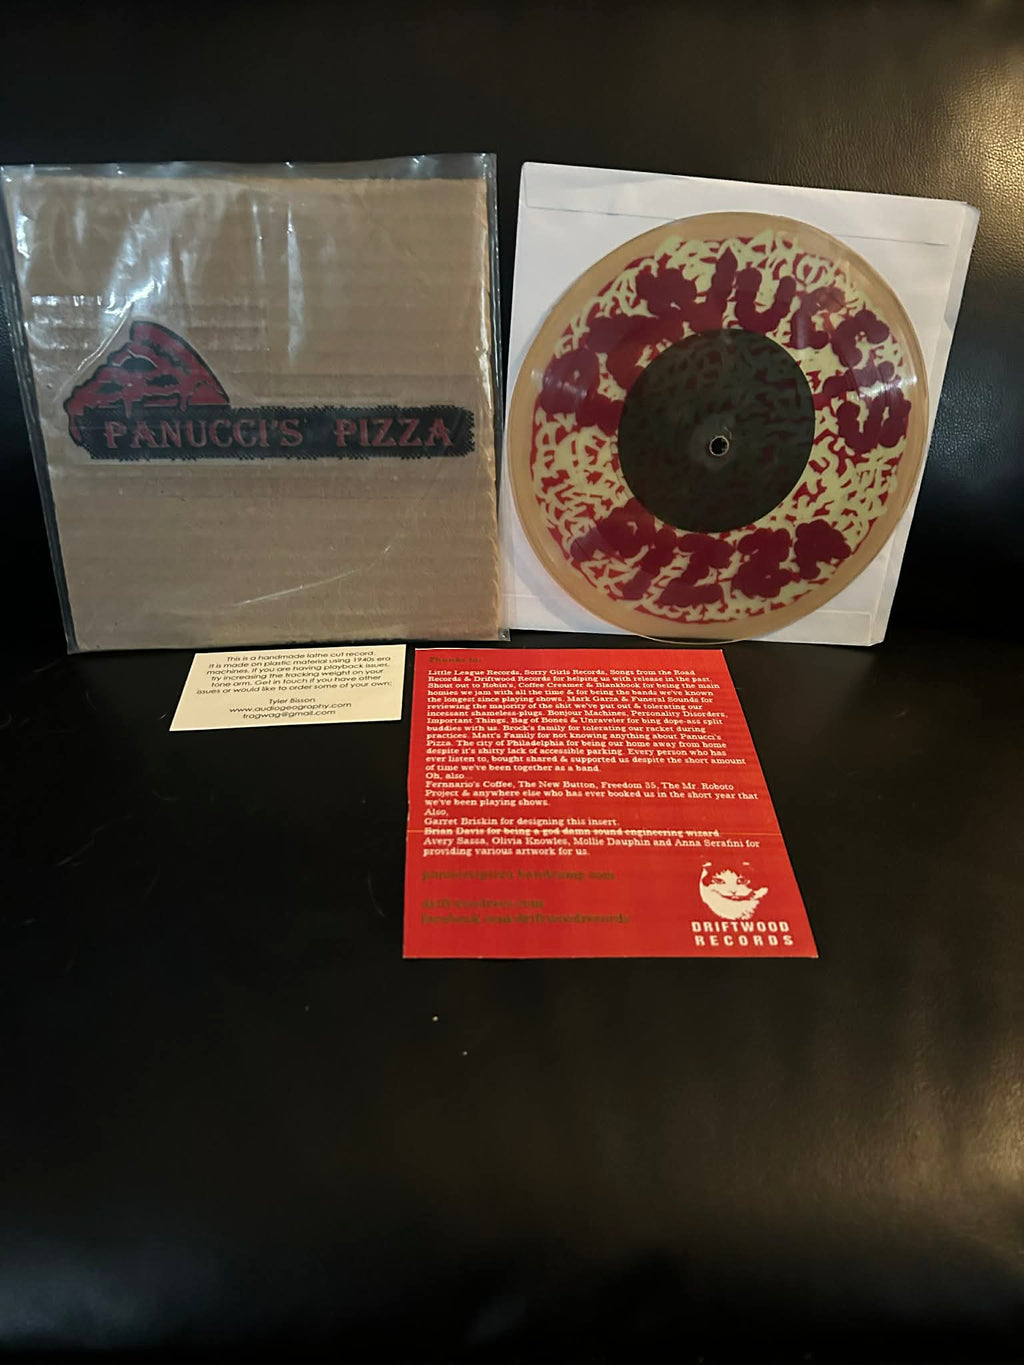 PANUCCI'S PIZZA
PIZZA
This is a handmade lathe cut record.
It is made on plastic material using 1940s era
machines. If you are having playback issues,
try increasing the tracking weight on your
tone arm. Get in touch if you have other
issues or would like to order some of your own:
Tyler Bisson
www.audiogeography.com
fragwag@gmail.com
Thanks to:
Little League Records, Sorry Girls Records, Songs from the Road
Records & Driftwood Records for helping us with release in the past.
Shout out to Robin's, Coffee Creamer & Blankbook for being the main
homies we jam with all the time & for being the bands we've known
the longest since playing shows. Mark Garza & Funeral Sounds for
reviewing the majority of the shit we've put out & tolerating our
incessant shameless-plugs. Bonjour Machines, Personality Disorders,
Important Things, Bag of Bones & Unraveler for bing dope-ass split
buddies with us. Brock's family for tolerating our racket during
practices. Matt's Family for not knowing anything about Panucci's
Pizza. The city of Philadelphia for being our home away from home
despite it's shitty lack of accessible parking. Every person who has
ever listen to, bought shared & supported us despite the short amount
of time we've been together as a band.
Oh, also...
Fernnario's Coffee, The New Button, Freedom 35, The Mr. Roboto
Project & anywhere else who has ever booked us in the short year that
we've been playing shows.
Also,
Garret Briskin for designing this insert.
Brian Davis for being a god damn sound engineering wizard
Avery Sassa, Olivia Knowles, Mollie Dauphin and Anna Serafini for
providing various artwork for us.
panuccispizza.bandcamp.com
facebook.com/driftwoodrecords
DRIFTWOOD
RECORDS